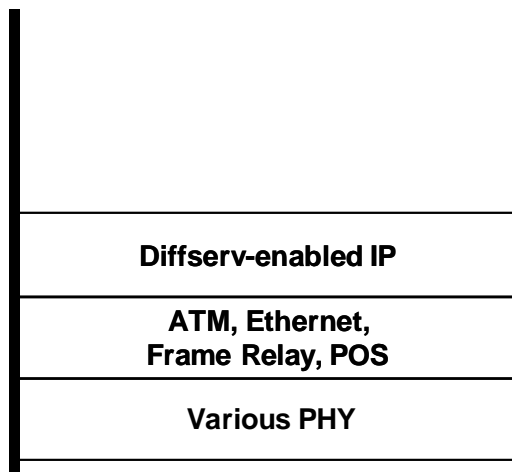 Diffserv-enabled IP
ATM, Ethernet,
Frame Relay, POS
Various PHY